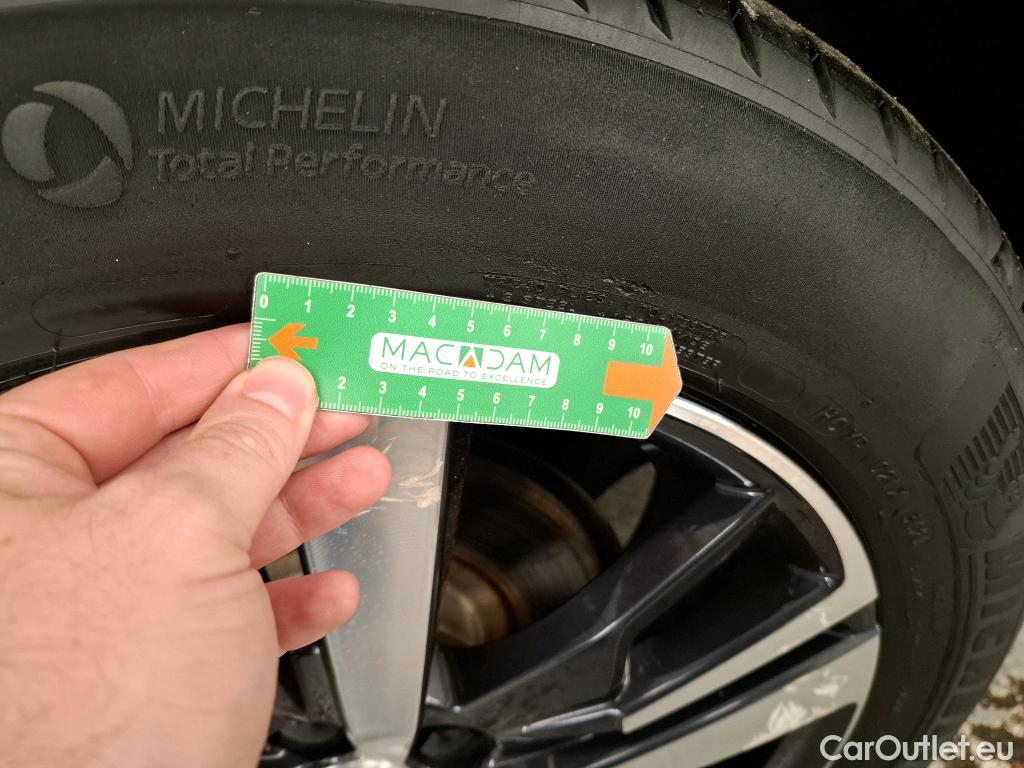 MICHELIN
Total Performance
0 1 2 3 4 5 6 7 8 9 10
MACADAM
ON THE ROAD TO EXCELLENCE
2 3 4 5 6 7 8 9 10
CarOutlet.eu